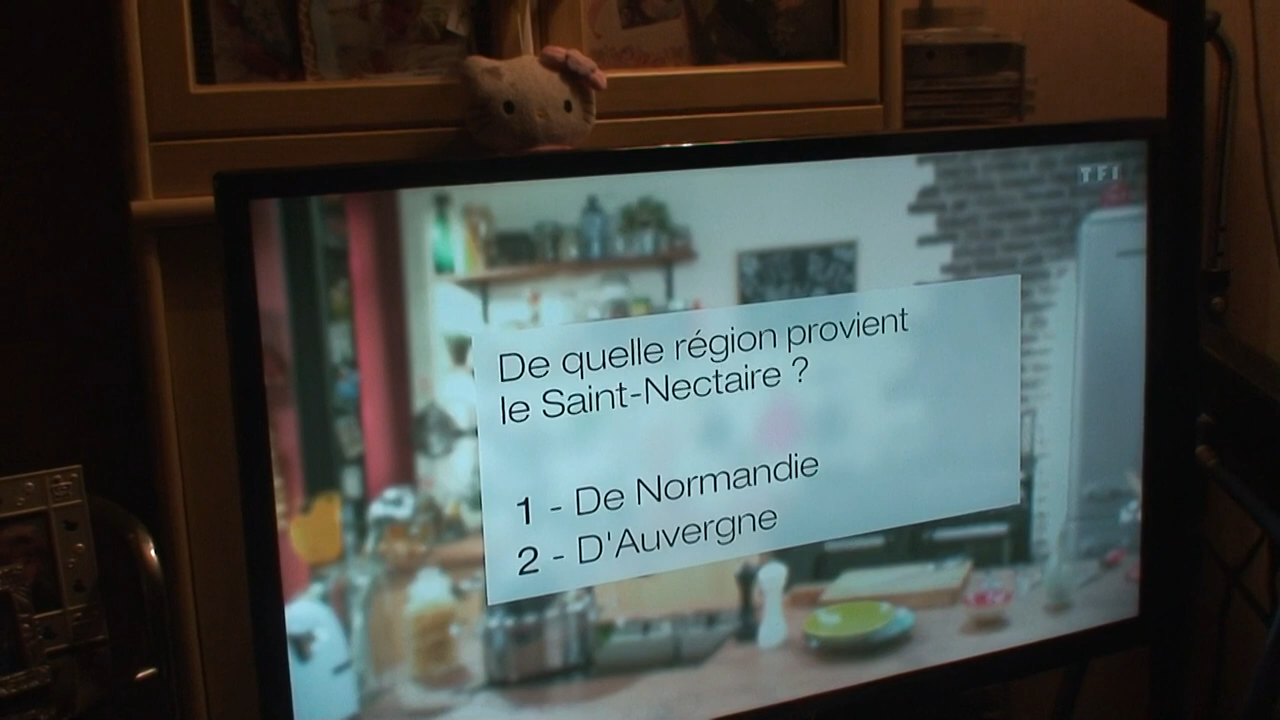 TF1
De quelle région provient
le Saint-Nectaire ?
1 - De Normandie
2 - D'Auvergne